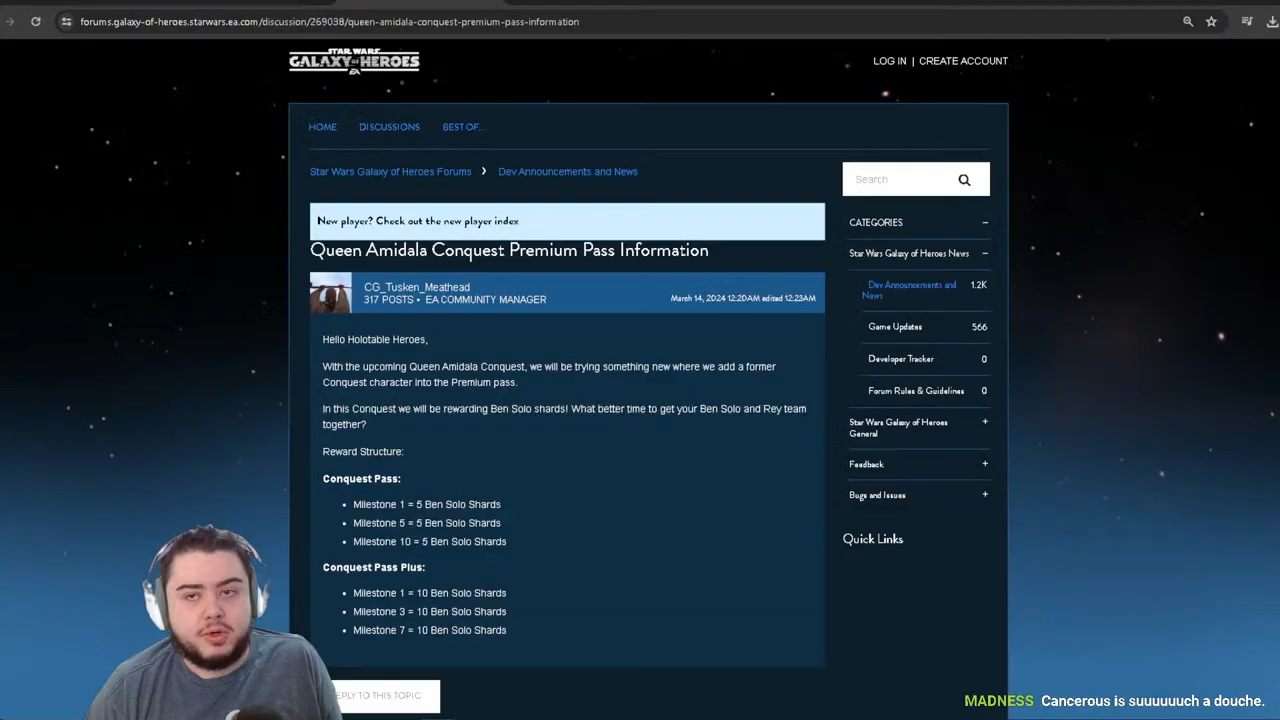 forums.galaxy-of-heroes.starwars.ea.com/discussion/269038/queen-amidala-conquest-premium-pass-information
STAR WARS
GALAXY OF HEROES
EA
LOG IN | CREATE ACCOUNT
HOME DISCUSSIONS BEST OF...
Star Wars Galaxy of Heroes Forums › Dev Announcements and News
Search
New player? Check out the new player index
Queen Amidala Conquest Premium Pass Information
CG_Tusken_Meathead
317 POSTS • EA COMMUNITY MANAGER
March 14, 2024 12:20AM edited 12:23AM
Hello Holotable Heroes,
With the upcoming Queen Amidala Conquest, we will be trying something new where we add a former
Conquest character into the Premium pass.
In this Conquest we will be rewarding Ben Solo shards! What better time to get your Ben Solo and Rey team
together?
Reward Structure:
Conquest Pass:
• Milestone 1 = 5 Ben Solo Shards
• Milestone 5 = 5 Ben Solo Shards
• Milestone 10 = 5 Ben Solo Shards
Conquest Pass Plus:
• Milestone 1 = 10 Ben Solo Shards
• Milestone 3 = 10 Ben Solo Shards
• Milestone 7 = 10 Ben Solo Shards
EPLY TO THIS TOPIC
CATEGORIES −
Star Wars Galaxy of Heroes News −
Dev Announcements and 1.2K
News
Game Updates 566
Developer Tracker 0
Forum Rules & Guidelines 0
Star Wars Galaxy of Heroes +
General
Feedback +
Bugs and Issues +
Quick Links
MADNESS Cancerous is suuuuuuch a douche.